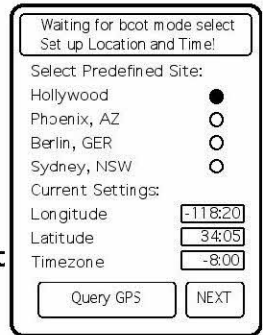 Waiting for bcot mode select
Set up Location and Time!
Select Predefined Site:
Hollywood
Phoenix, AZ
Berlin, GER
Sydney, NSW
Current Settings:
Longitude -118:20
Latitude 34:05
Timezone -8:00
Query GPS NEXT